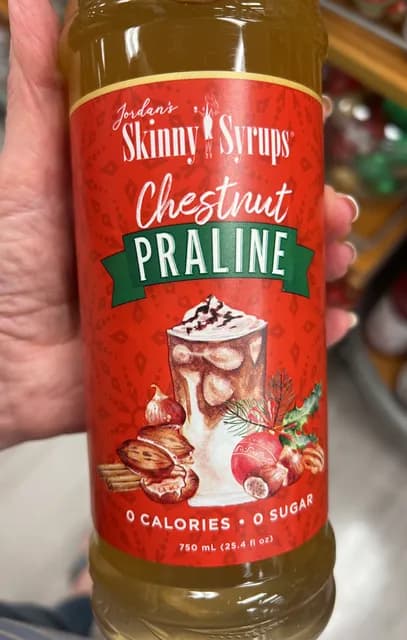 Jordan's
Skinny Syrups®
Chestnut
PRALINE
0 CALORIES • 0 SUGAR
750 mL (25.4 fl oz)